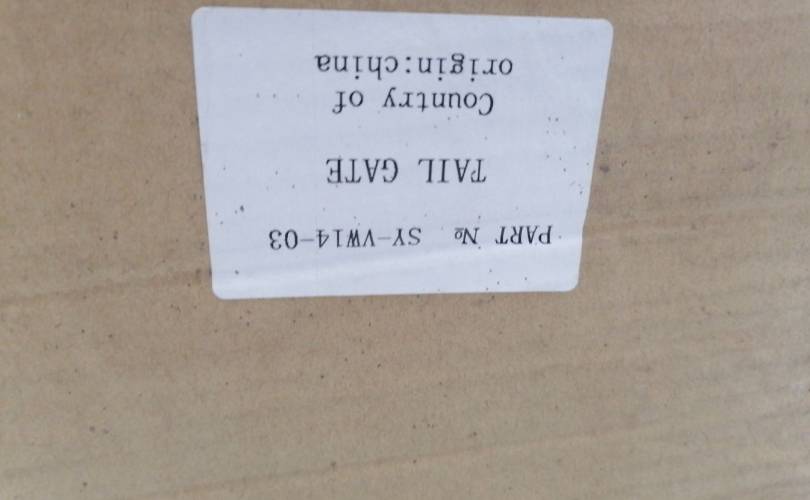 PART № SY-VW14-03
TAIL GATE
Country of
origin:china